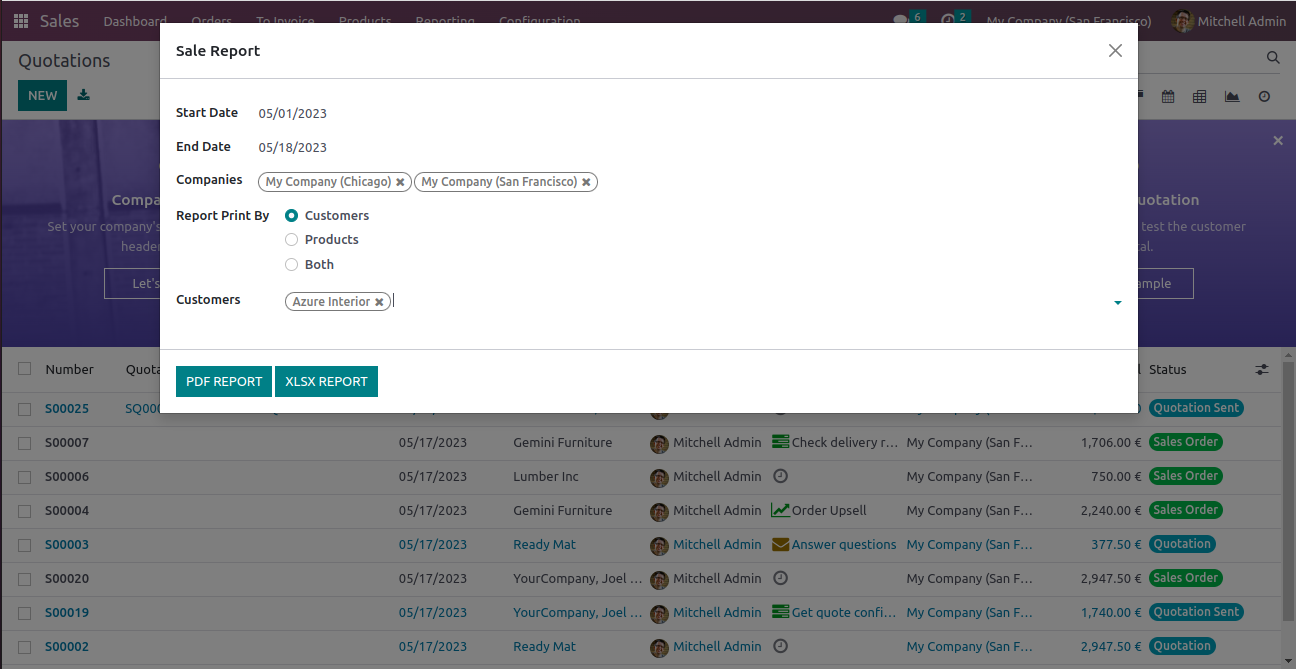 Sales Dashboard Orders To Invoice Products Reporting Configuration 6 2 My Company (San Francisco) Mitchell Admin
Quotations
NEW
Sale Report
Start Date 05/01/2023
End Date 05/18/2023
Companies My Company (Chicago) ✖ My Company (San Francisco) ✖
Report Print By Customers
Products
Both
Customers Azure Interior ✖
PDF REPORT XLSX REPORT
Set your company's
header
Let's
test the customer
Number Status
S00025 Quotation Sent
S00007 05/17/2023 Gemini Furniture Mitchell Admin Check delivery r... My Company (San F... 1,706.00 € Sales Order
S00006 05/17/2023 Lumber Inc Mitchell Admin My Company (San F... 750.00 € Sales Order
S00004 05/17/2023 Gemini Furniture Mitchell Admin Order Upsell My Company (San F... 2,240.00 € Sales Order
S00003 05/17/2023 Ready Mat Mitchell Admin Answer questions My Company (San F... 377.50 € Quotation
S00020 05/17/2023 YourCompany, Joel ... Mitchell Admin My Company (San F... 2,947.50 € Sales Order
S00019 05/17/2023 YourCompany, Joel ... Mitchell Admin Get quote confi... My Company (San F... 1,740.00 € Quotation Sent
S00002 05/17/2023 Ready Mat Mitchell Admin My Company (San F... 2,947.50 € Quotation